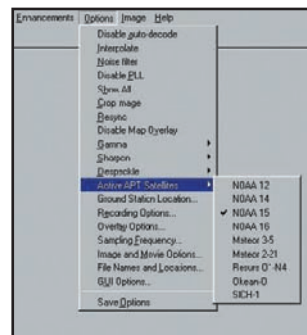 Enhancements Options Image Help
Disable auto-decode
Interpolate
Noise filter
Disable PLL
Show All
Crop image
Resync
Disable Map Overlay
Gamma
Sharpen
Despeckle
Active APT Satellites
Ground Station Location...
Recording Options...
Overlay Options...
Sampling Frequency...
Image and Movie Options...
File Names and Locations...
GUI Options...
Save Options
NOAA 12
NOAA 14
NOAA 15
NOAA 16
Meteor 3-5
Meteor 2-21
Resurs O1-N4
Okean-O
SICH-1